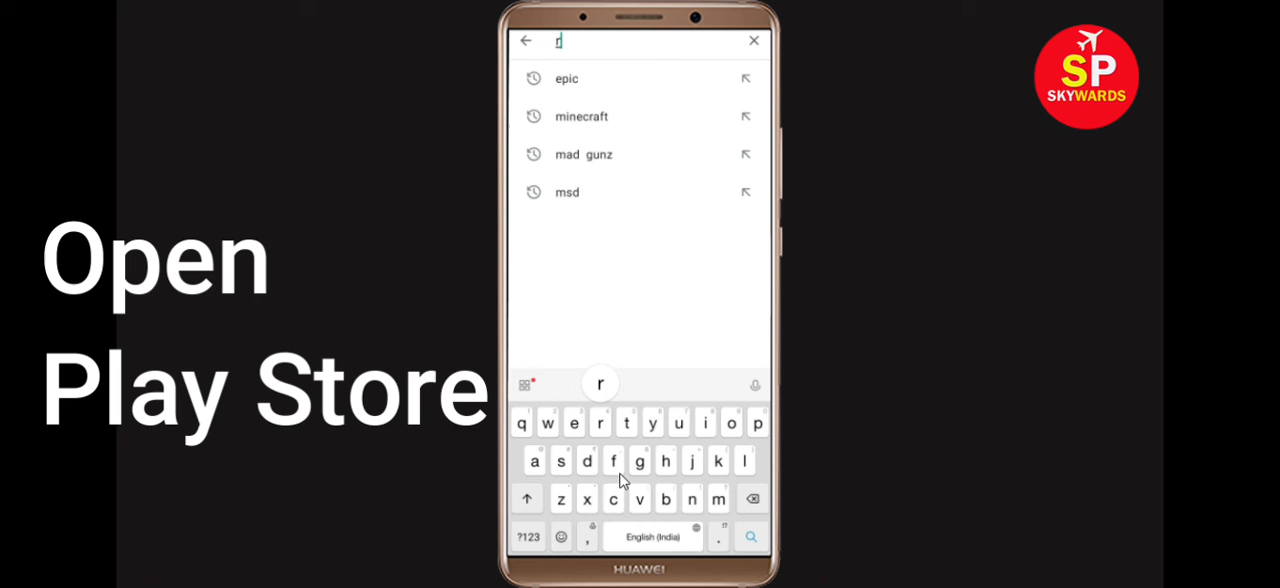 r
epic
minecraft
mad gunz
msd
SP
SKYWARDS
Open
Play Store
r
q w e r t y u i o p
a s d f g h j k l
z x c v b n m
?123 , English (India) .
HUAWEI